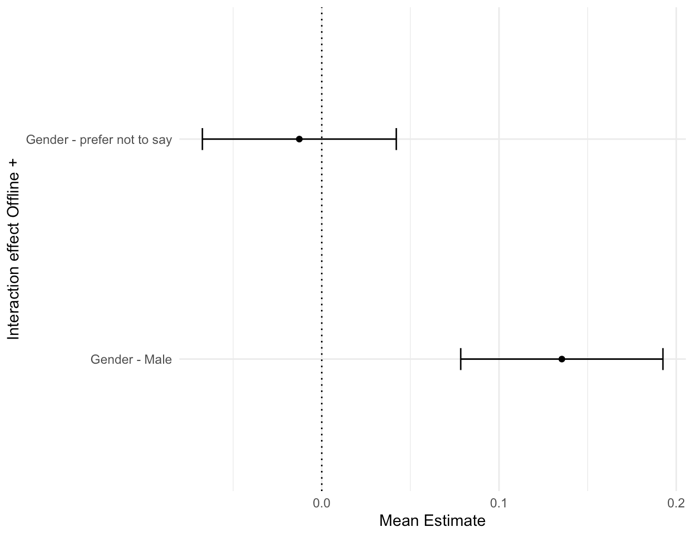 Interaction effect Offline +
Gender - prefer not to say
Gender - Male
0.0 0.1 0.2
Mean Estimate